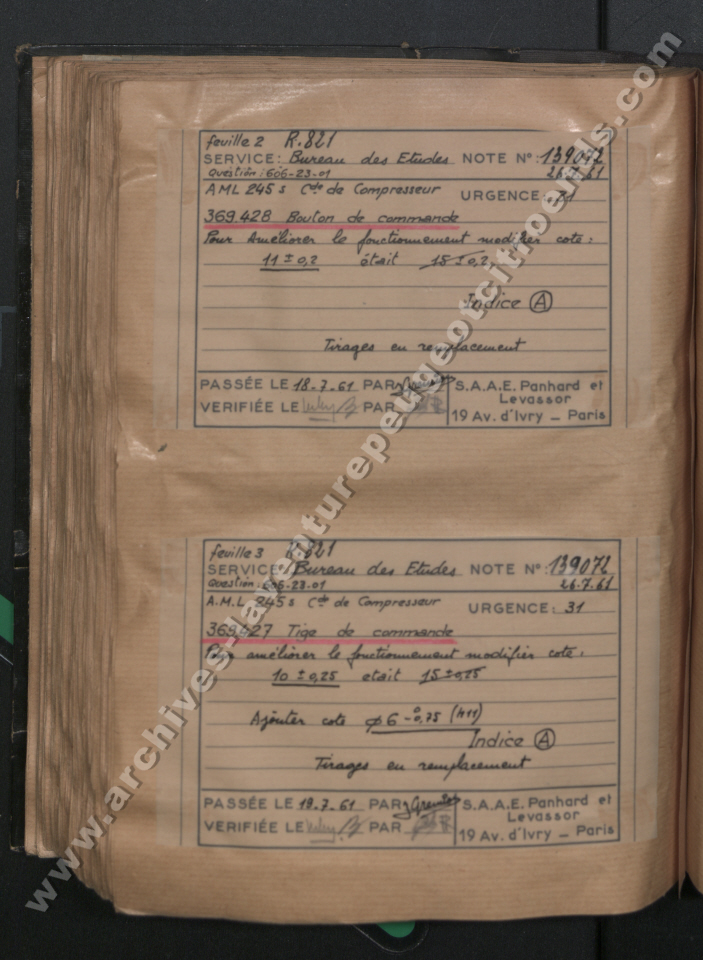 feuille 2 R.821
SERVICE: Bureau des Etudes NOTE N°: 139072
Question: 606-23-01 26.7.61
AML 245 s Cde de Compresseur URGENCE: 31
369.428 Bouton de commande
Pour Améliorer le fonctionnement modifier cote:
11 ± 0,2 était 15 ± 0,2
Indice A
Tirages en remplacement
PASSÉE LE 18-7-61 PAR S.A.A.E. Panhard et
Levassor
VERIFIÉE LE PAR 19 Av. d'Ivry _ Paris
feuille 3 R.821
SERVICE: Bureau des Etudes NOTE N°: 139072
Question: 606-23-01 26.7.61
A.M.L 245 s Cde de Compresseur URGENCE: 31
369.427 Tige de commande
Pour améliorer le fonctionnement modifier cote:
10 ± 0,25 etait 15 ± 0,25
Ajouter cote ø 6 -0 0,75 (h11)
Indice A
Tirages en remplacement
PASSÉE LE 19-7-61 PAR S.A.A.E. Panhard et
Levassor
VERIFIÉE LE PAR 19 Av. d'Ivry _ Paris
www.archives-laventurepeugeotcitroends.com